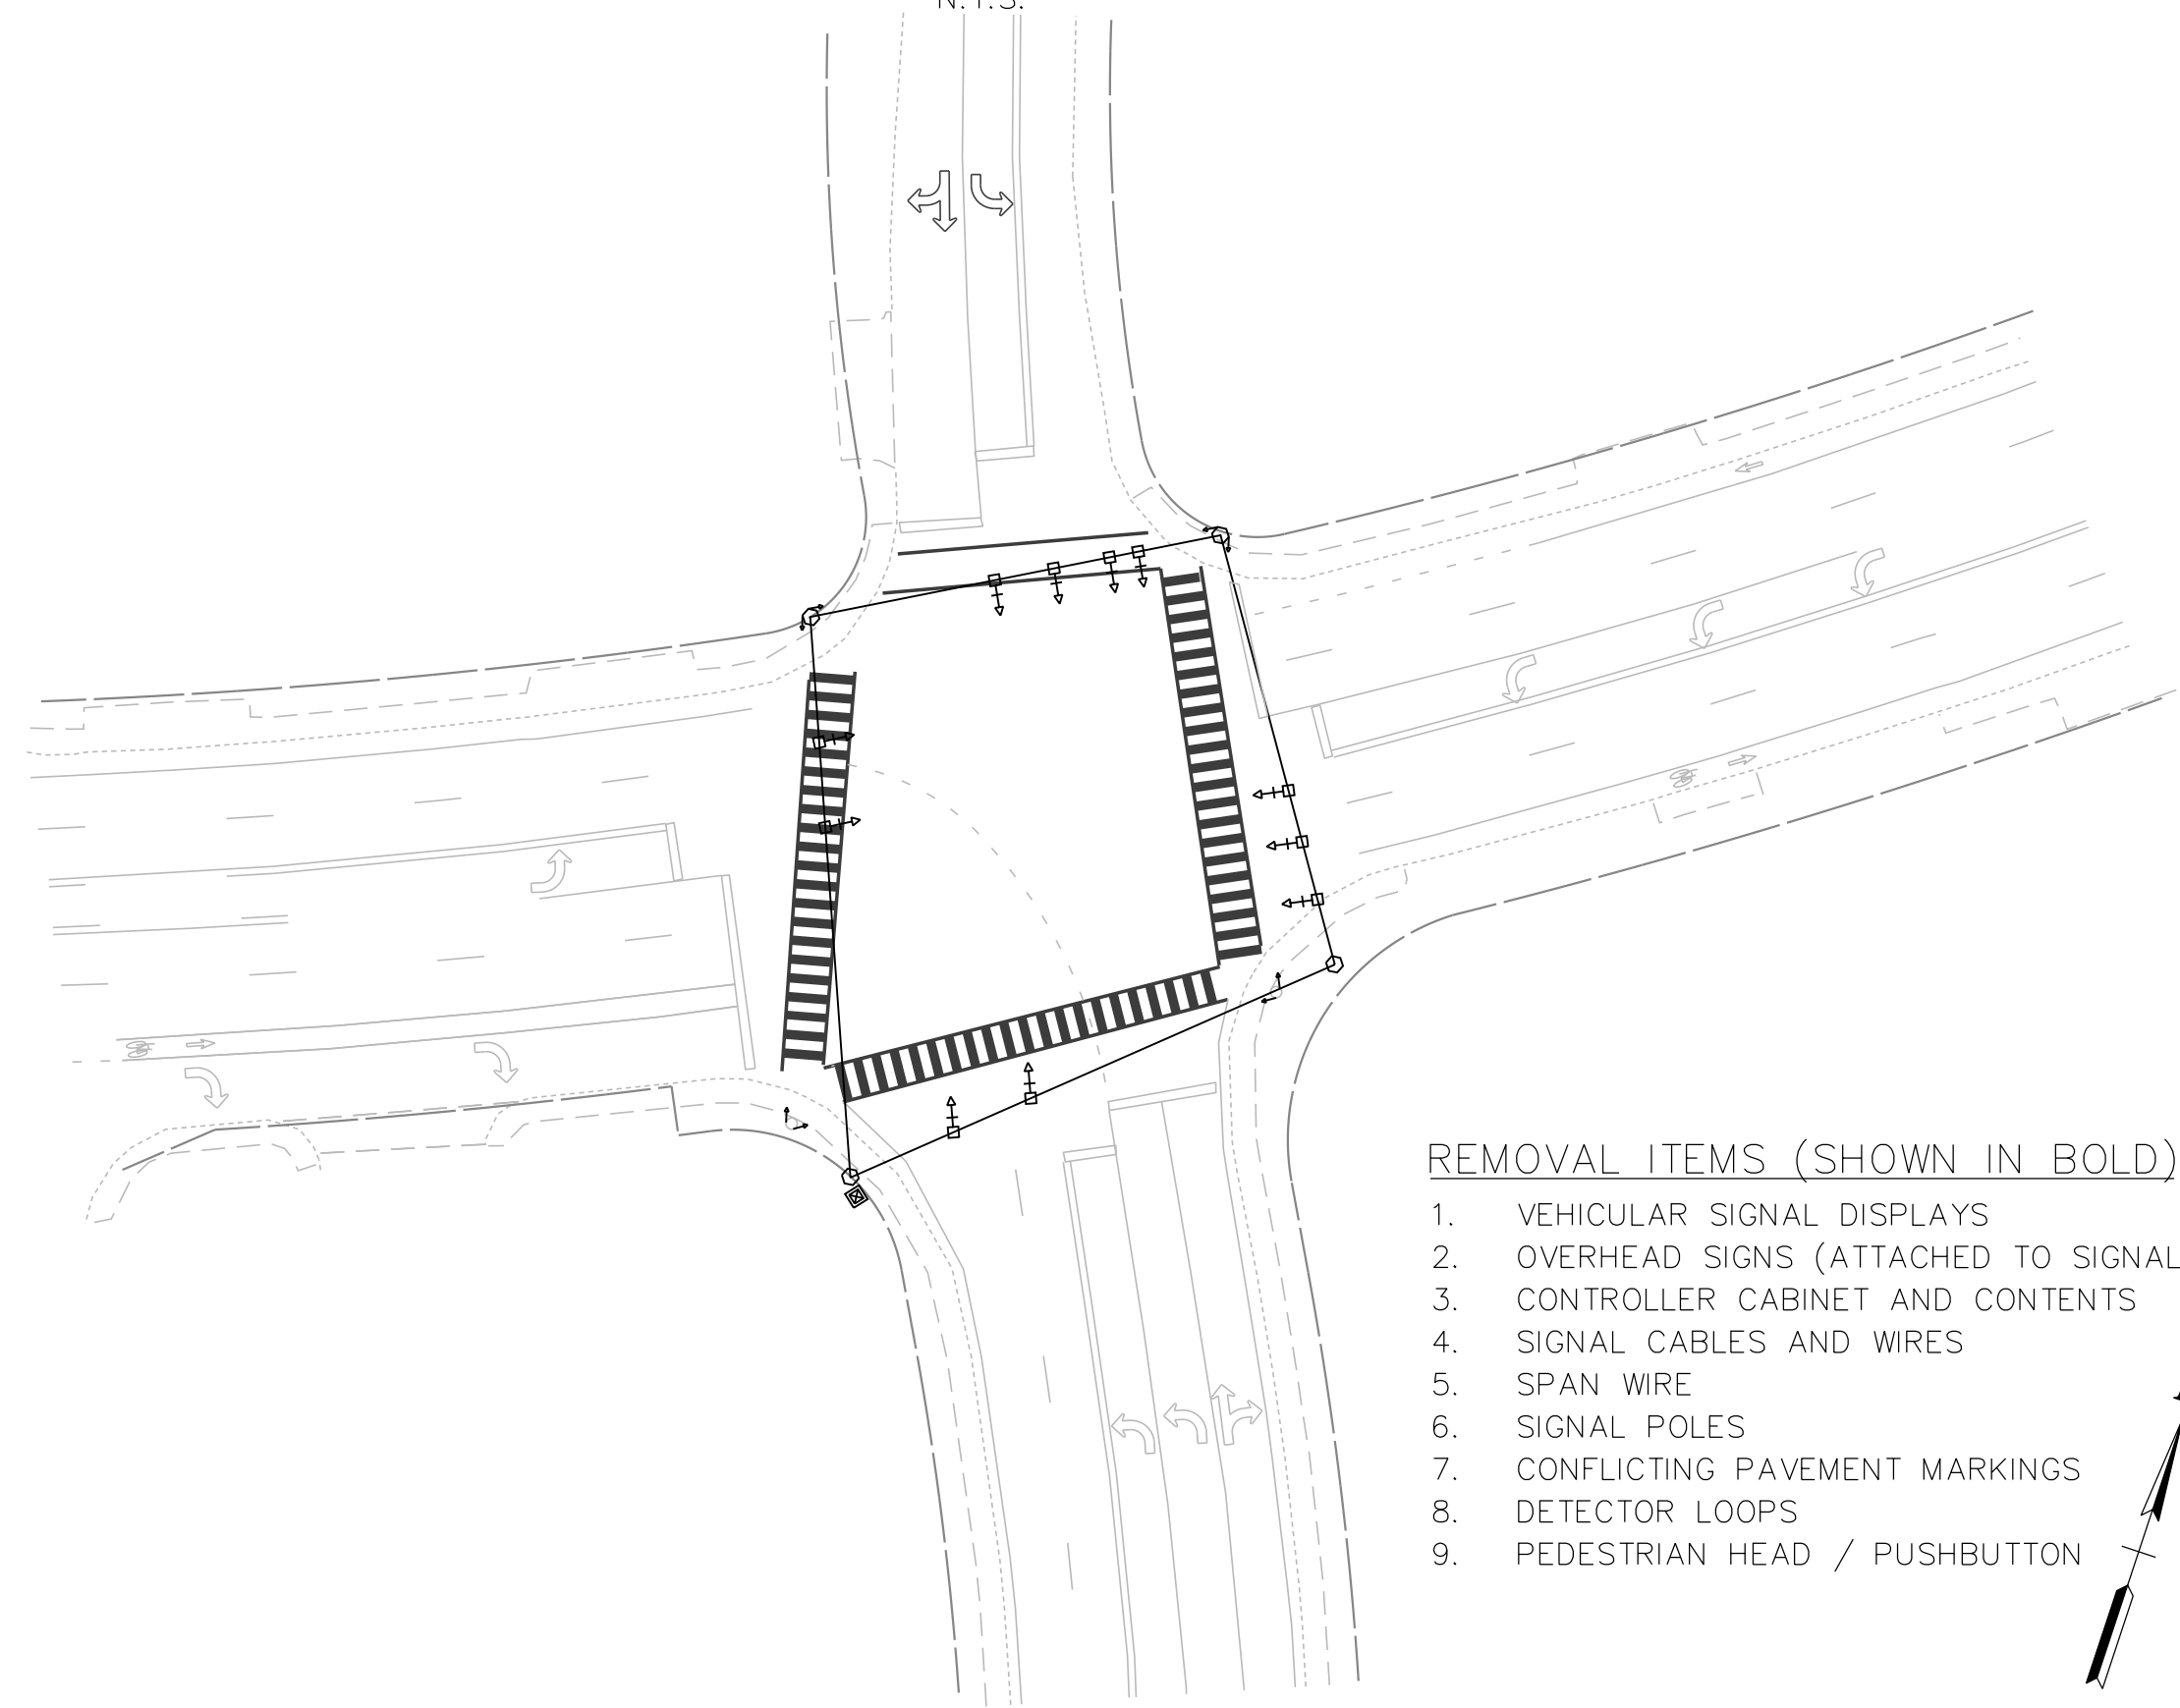 N.T.S.
REMOVAL ITEMS (SHOWN IN BOLD)
1. VEHICULAR SIGNAL DISPLAYS
2. OVERHEAD SIGNS (ATTACHED TO SIGNAL
3. CONTROLLER CABINET AND CONTENTS
4. SIGNAL CABLES AND WIRES
5. SPAN WIRE
6. SIGNAL POLES
7. CONFLICTING PAVEMENT MARKINGS
8. DETECTOR LOOPS
9. PEDESTRIAN HEAD / PUSHBUTTON